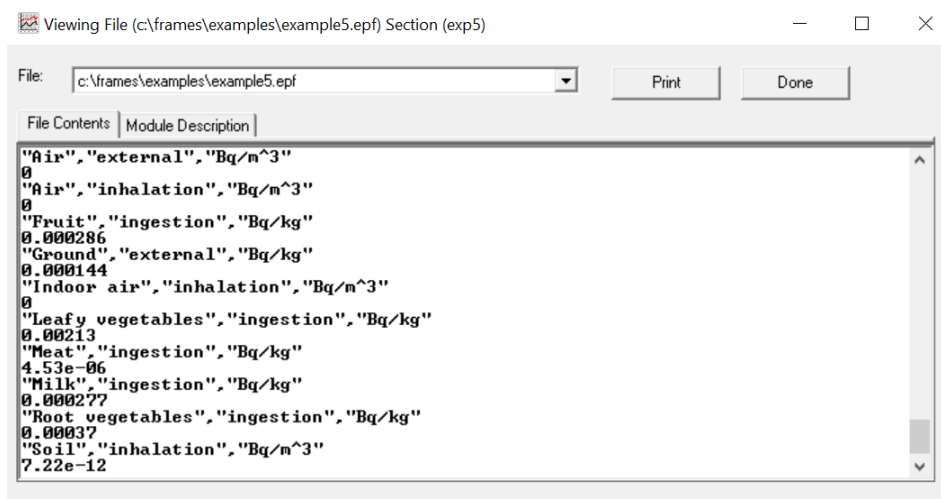 Viewing File (c:\frames\examples\example5.epf) Section (exp5)
File: c:\frames\examples\example5.epf Print Done
File Contents Module Description
"Air","external","Bq/m^3"
0
"Air","inhalation","Bq/m^3"
0
"Fruit","ingestion","Bq/kg"
0.000286
"Ground","external","Bq/kg"
0.000144
"Indoor air","inhalation","Bq/m^3"
0
"Leafy vegetables","ingestion","Bq/kg"
0.00213
"Meat","ingestion","Bq/kg"
4.53e-06
"Milk","ingestion","Bq/kg"
0.000277
"Root vegetables","ingestion","Bq/kg"
0.00037
"Soil","inhalation","Bq/m^3"
7.22e-12